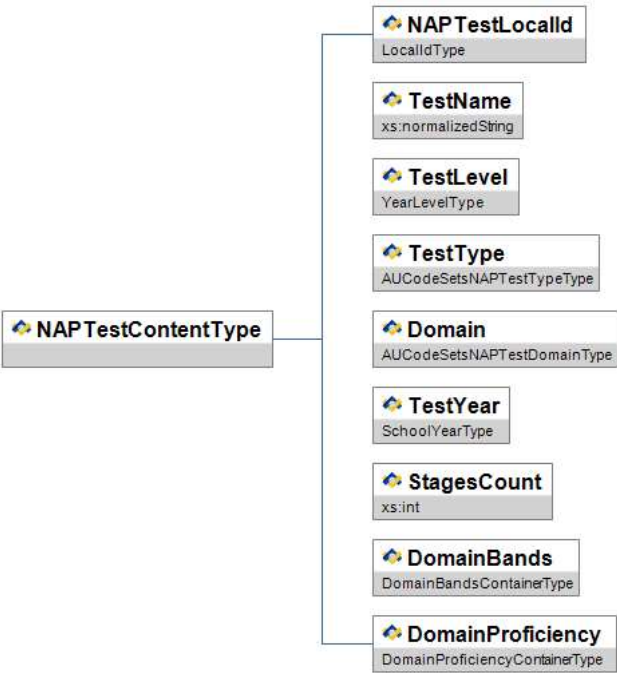 NAPTestLocalId
LocalIdType
TestName
xs:normalizedString
TestLevel
YearLevelType
TestType
AUCodeSetsNAPTestTypeType
NAPTestContentType
Domain
AUCodeSetsNAPTestDomainType
TestYear
SchoolYearType
StagesCount
xs:int
DomainBands
DomainBandsContainerType
DomainProficiency
DomainProficiencyContainerType